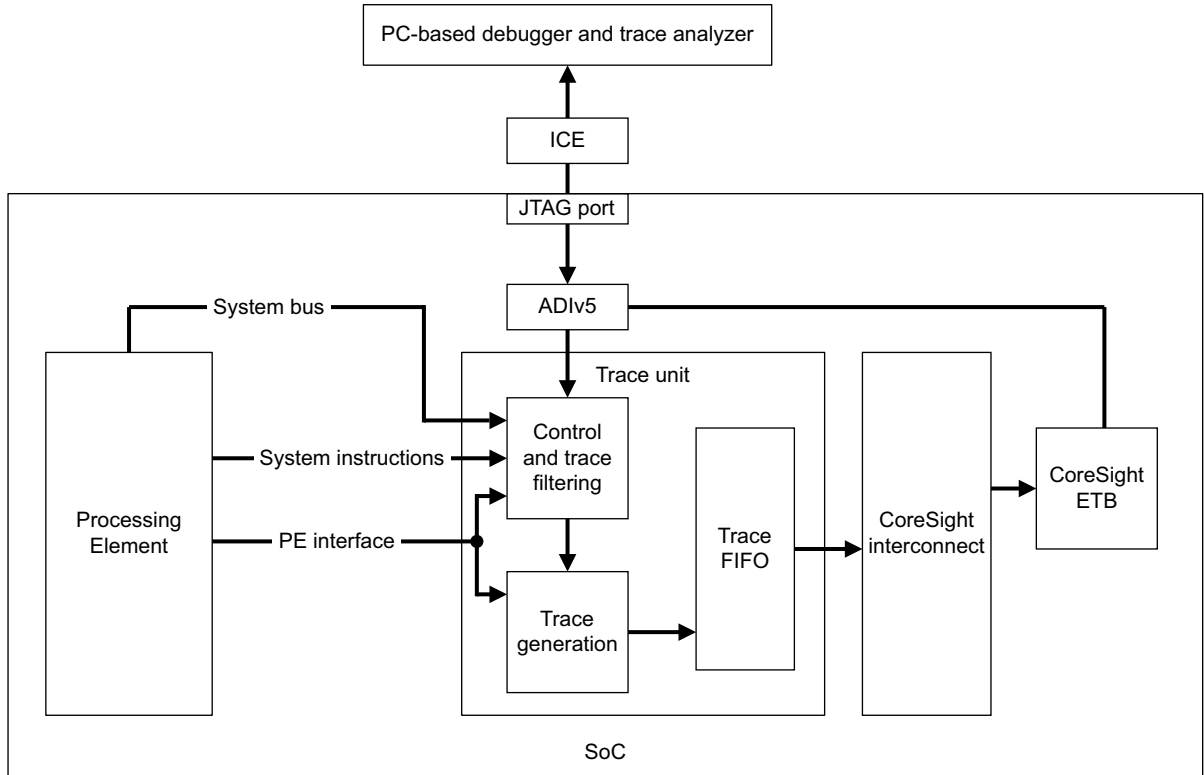 PC-based debugger and trace analyzer
ICE
JTAG port
ADIv5
System bus
Trace unit
Control
and trace
filtering
System instructions
Processing
Element
PE interface
Trace
FIFO
CoreSight
interconnect
CoreSight
ETB
Trace
generation
SoC